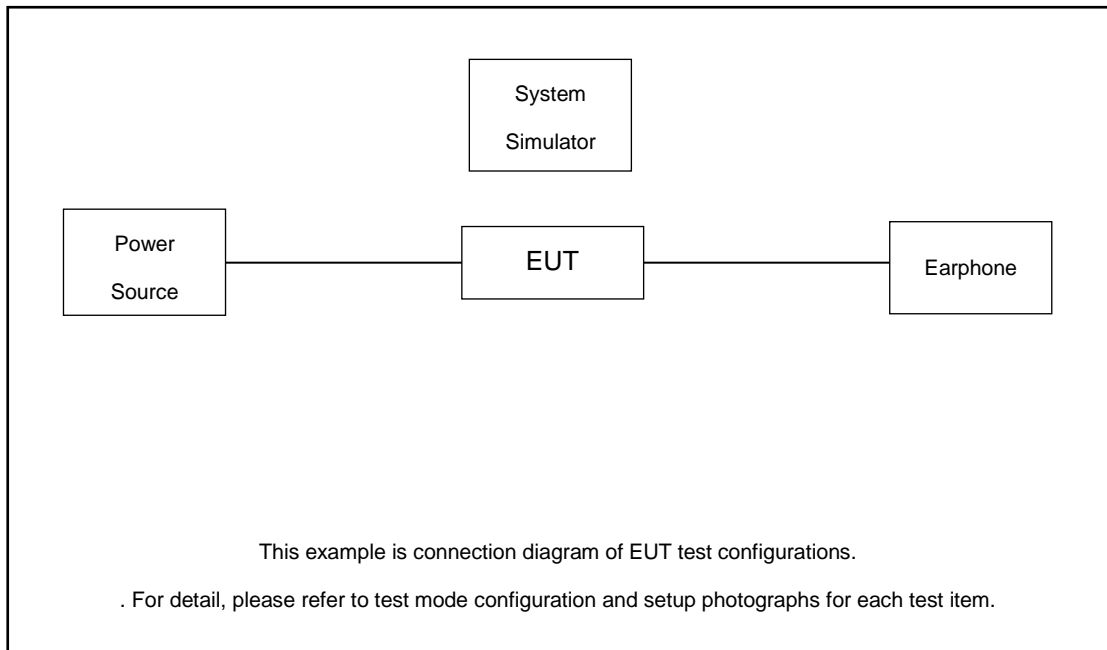 System
Simulator
Power
Source
EUT
Earphone
This example is connection diagram of EUT test configurations.
. For detail, please refer to test mode configuration and setup photographs for each test item.